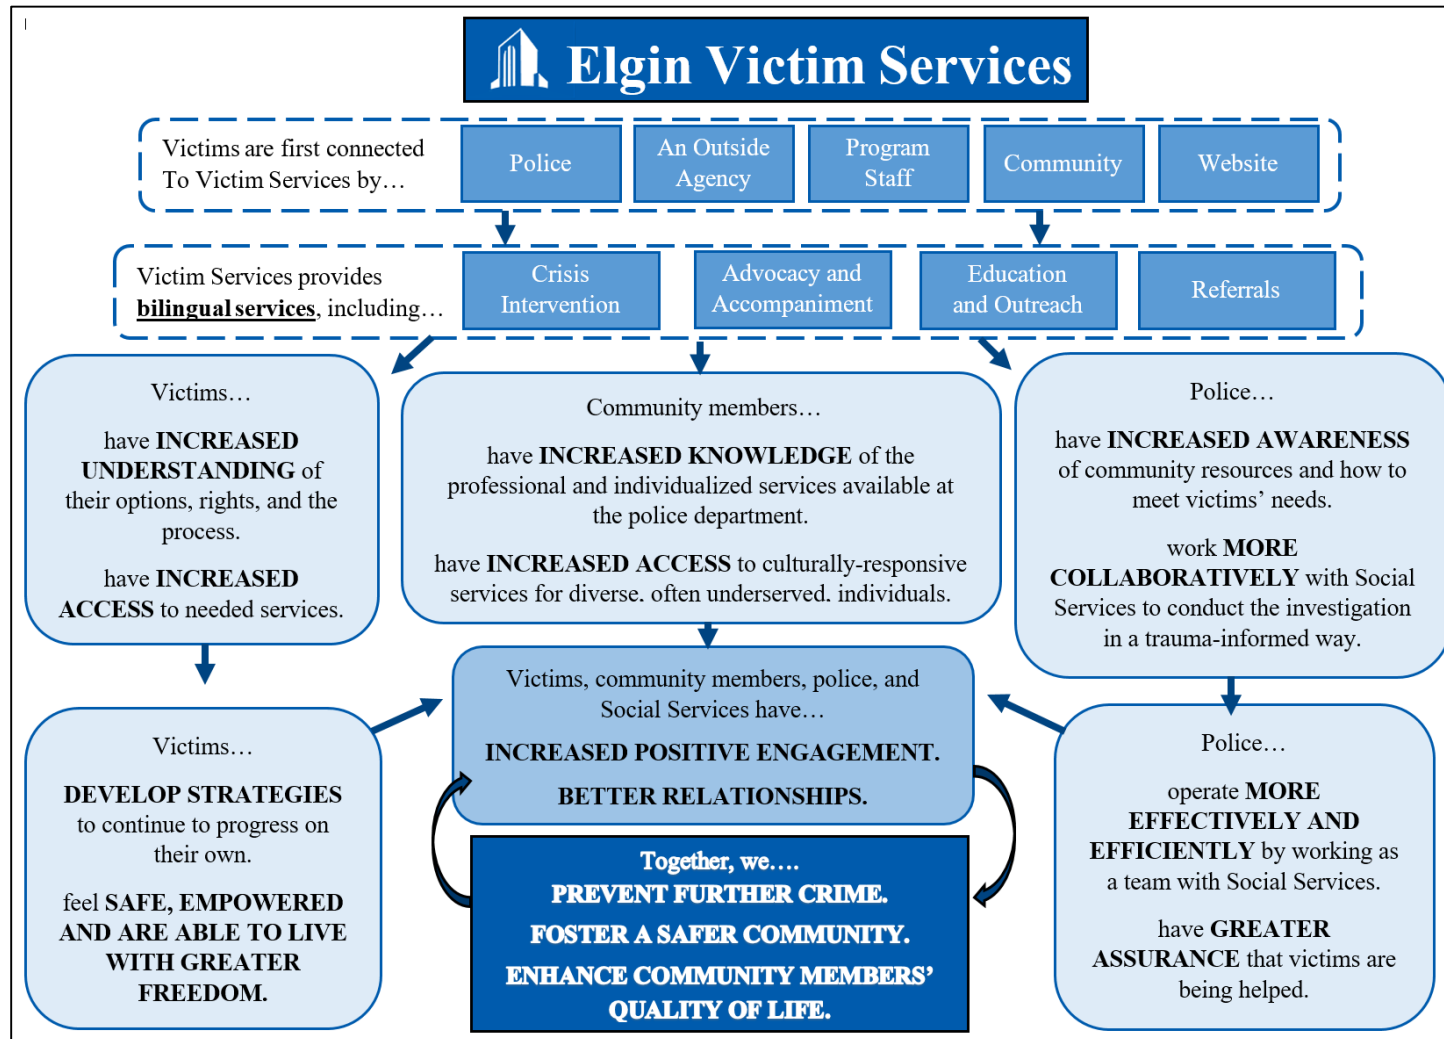 Elgin Victim Services
Victims are first connected
To Victim Services by…
Police
An Outside
Agency
Program
Staff
Community
Website
Victim Services provides
bilingual services, including…
Crisis
Intervention
Advocacy and
Accompaniment
Education
and Outreach
Referrals
Victims…
have INCREASED
UNDERSTANDING of
their options, rights, and the
process.
have INCREASED
ACCESS to needed services.
Community members…
have INCREASED KNOWLEDGE of the
professional and individualized services available at
the police department.
have INCREASED ACCESS to culturally-responsive
services for diverse, often underserved, individuals.
Police…
have INCREASED AWARENESS
of community resources and how to
meet victims’ needs.
work MORE
COLLABORATIVELY with Social
Services to conduct the investigation
in a trauma-informed way.
Victims…
DEVELOP STRATEGIES
to continue to progress on
their own.
feel SAFE, EMPOWERED
AND ARE ABLE TO LIVE
WITH GREATER
FREEDOM.
Victims, community members, police, and
Social Services have…
INCREASED POSITIVE ENGAGEMENT.
BETTER RELATIONSHIPS.
Together, we….
PREVENT FURTHER CRIME.
FOSTER A SAFER COMMUNITY.
ENHANCE COMMUNITY MEMBERS’
QUALITY OF LIFE.
Police…
operate MORE
EFFECTIVELY AND
EFFICIENTLY by working as
a team with Social Services.
have GREATER
ASSURANCE that victims are
being helped.